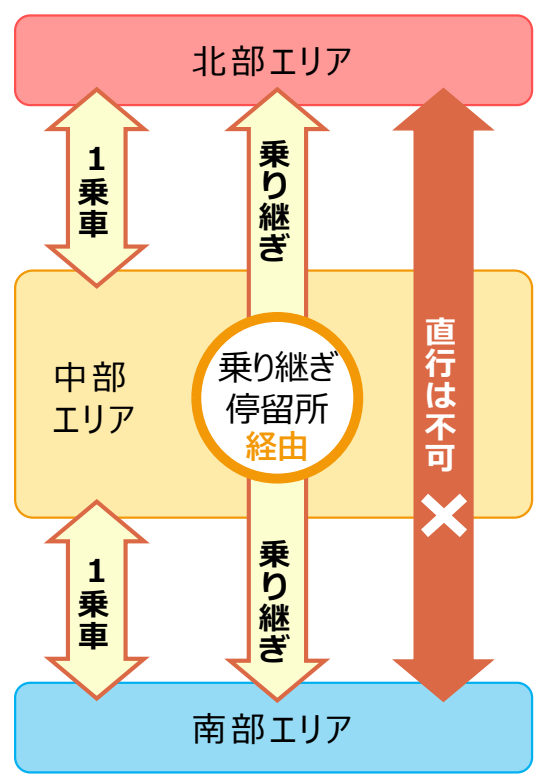 北部エリア
1乗車
乗り継ぎ
直行は不可
中部
エリア
乗り継ぎ
停留所
経由
1乗車
乗り継ぎ
南部エリア